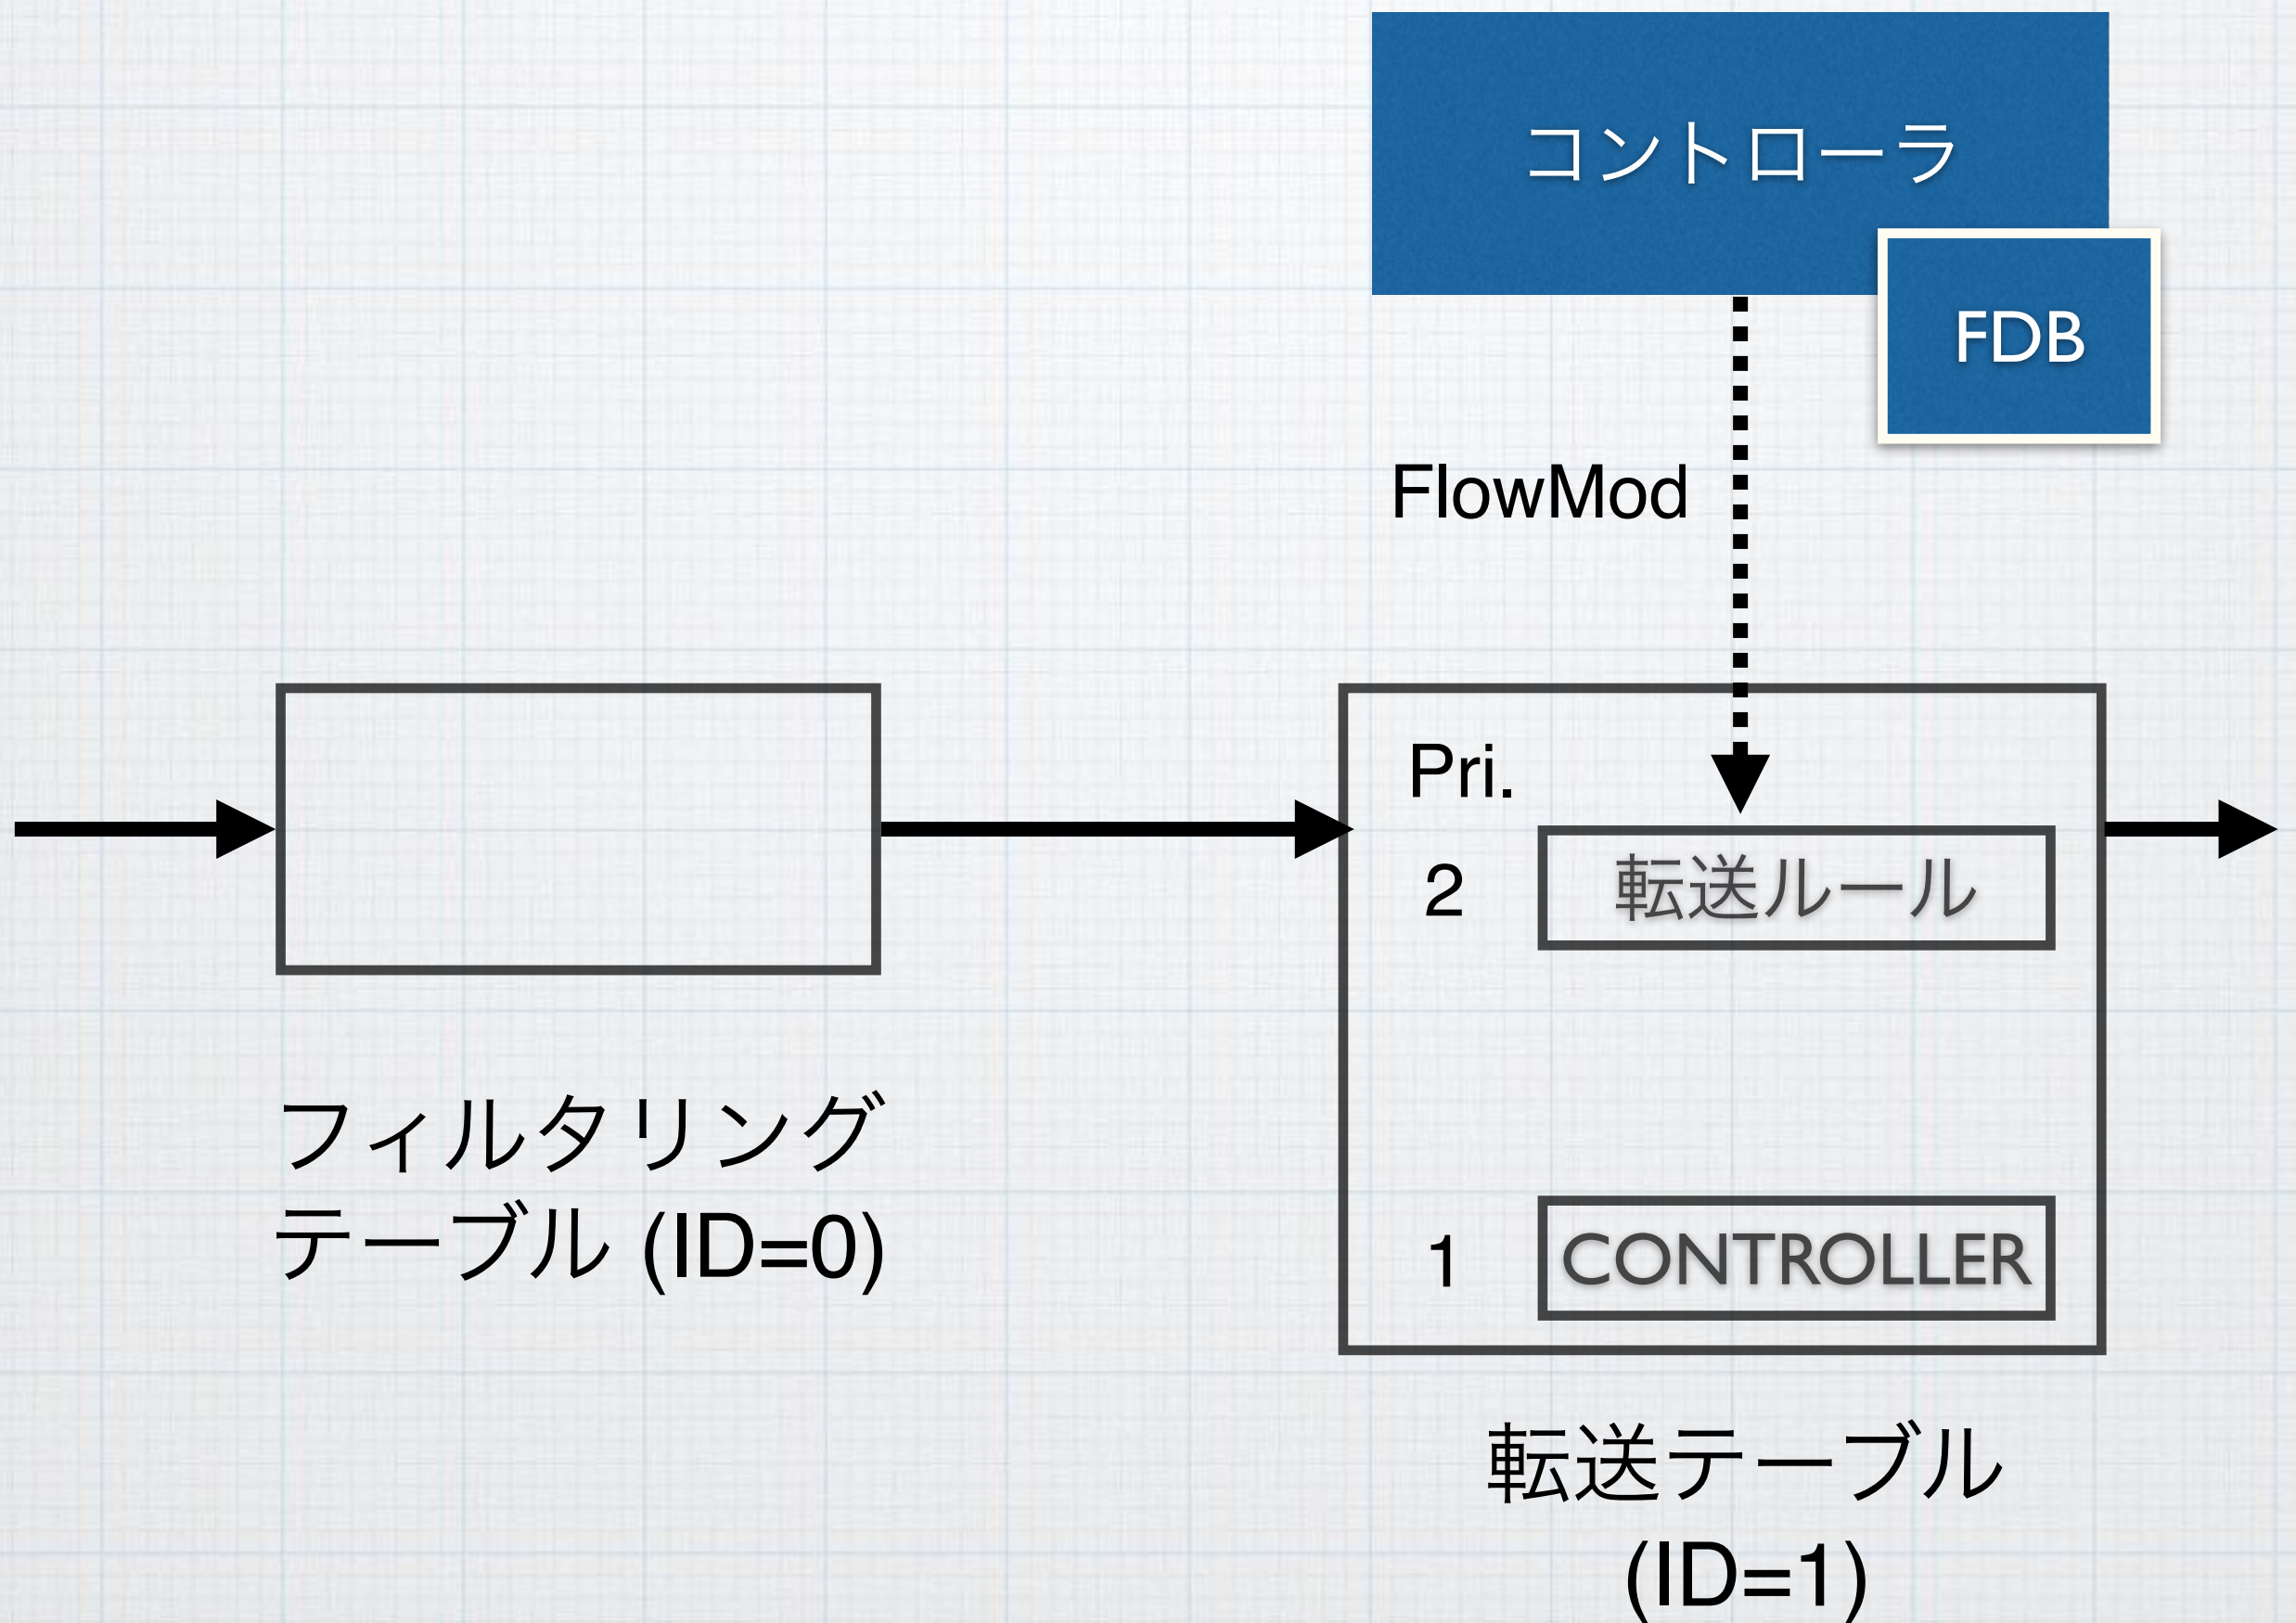 コントローラ
FDB
FlowMod
Pri.
2 転送ルール
1 CONTROLLER
フィルタリング
テーブル (ID=0)
転送テーブル
(ID=1)